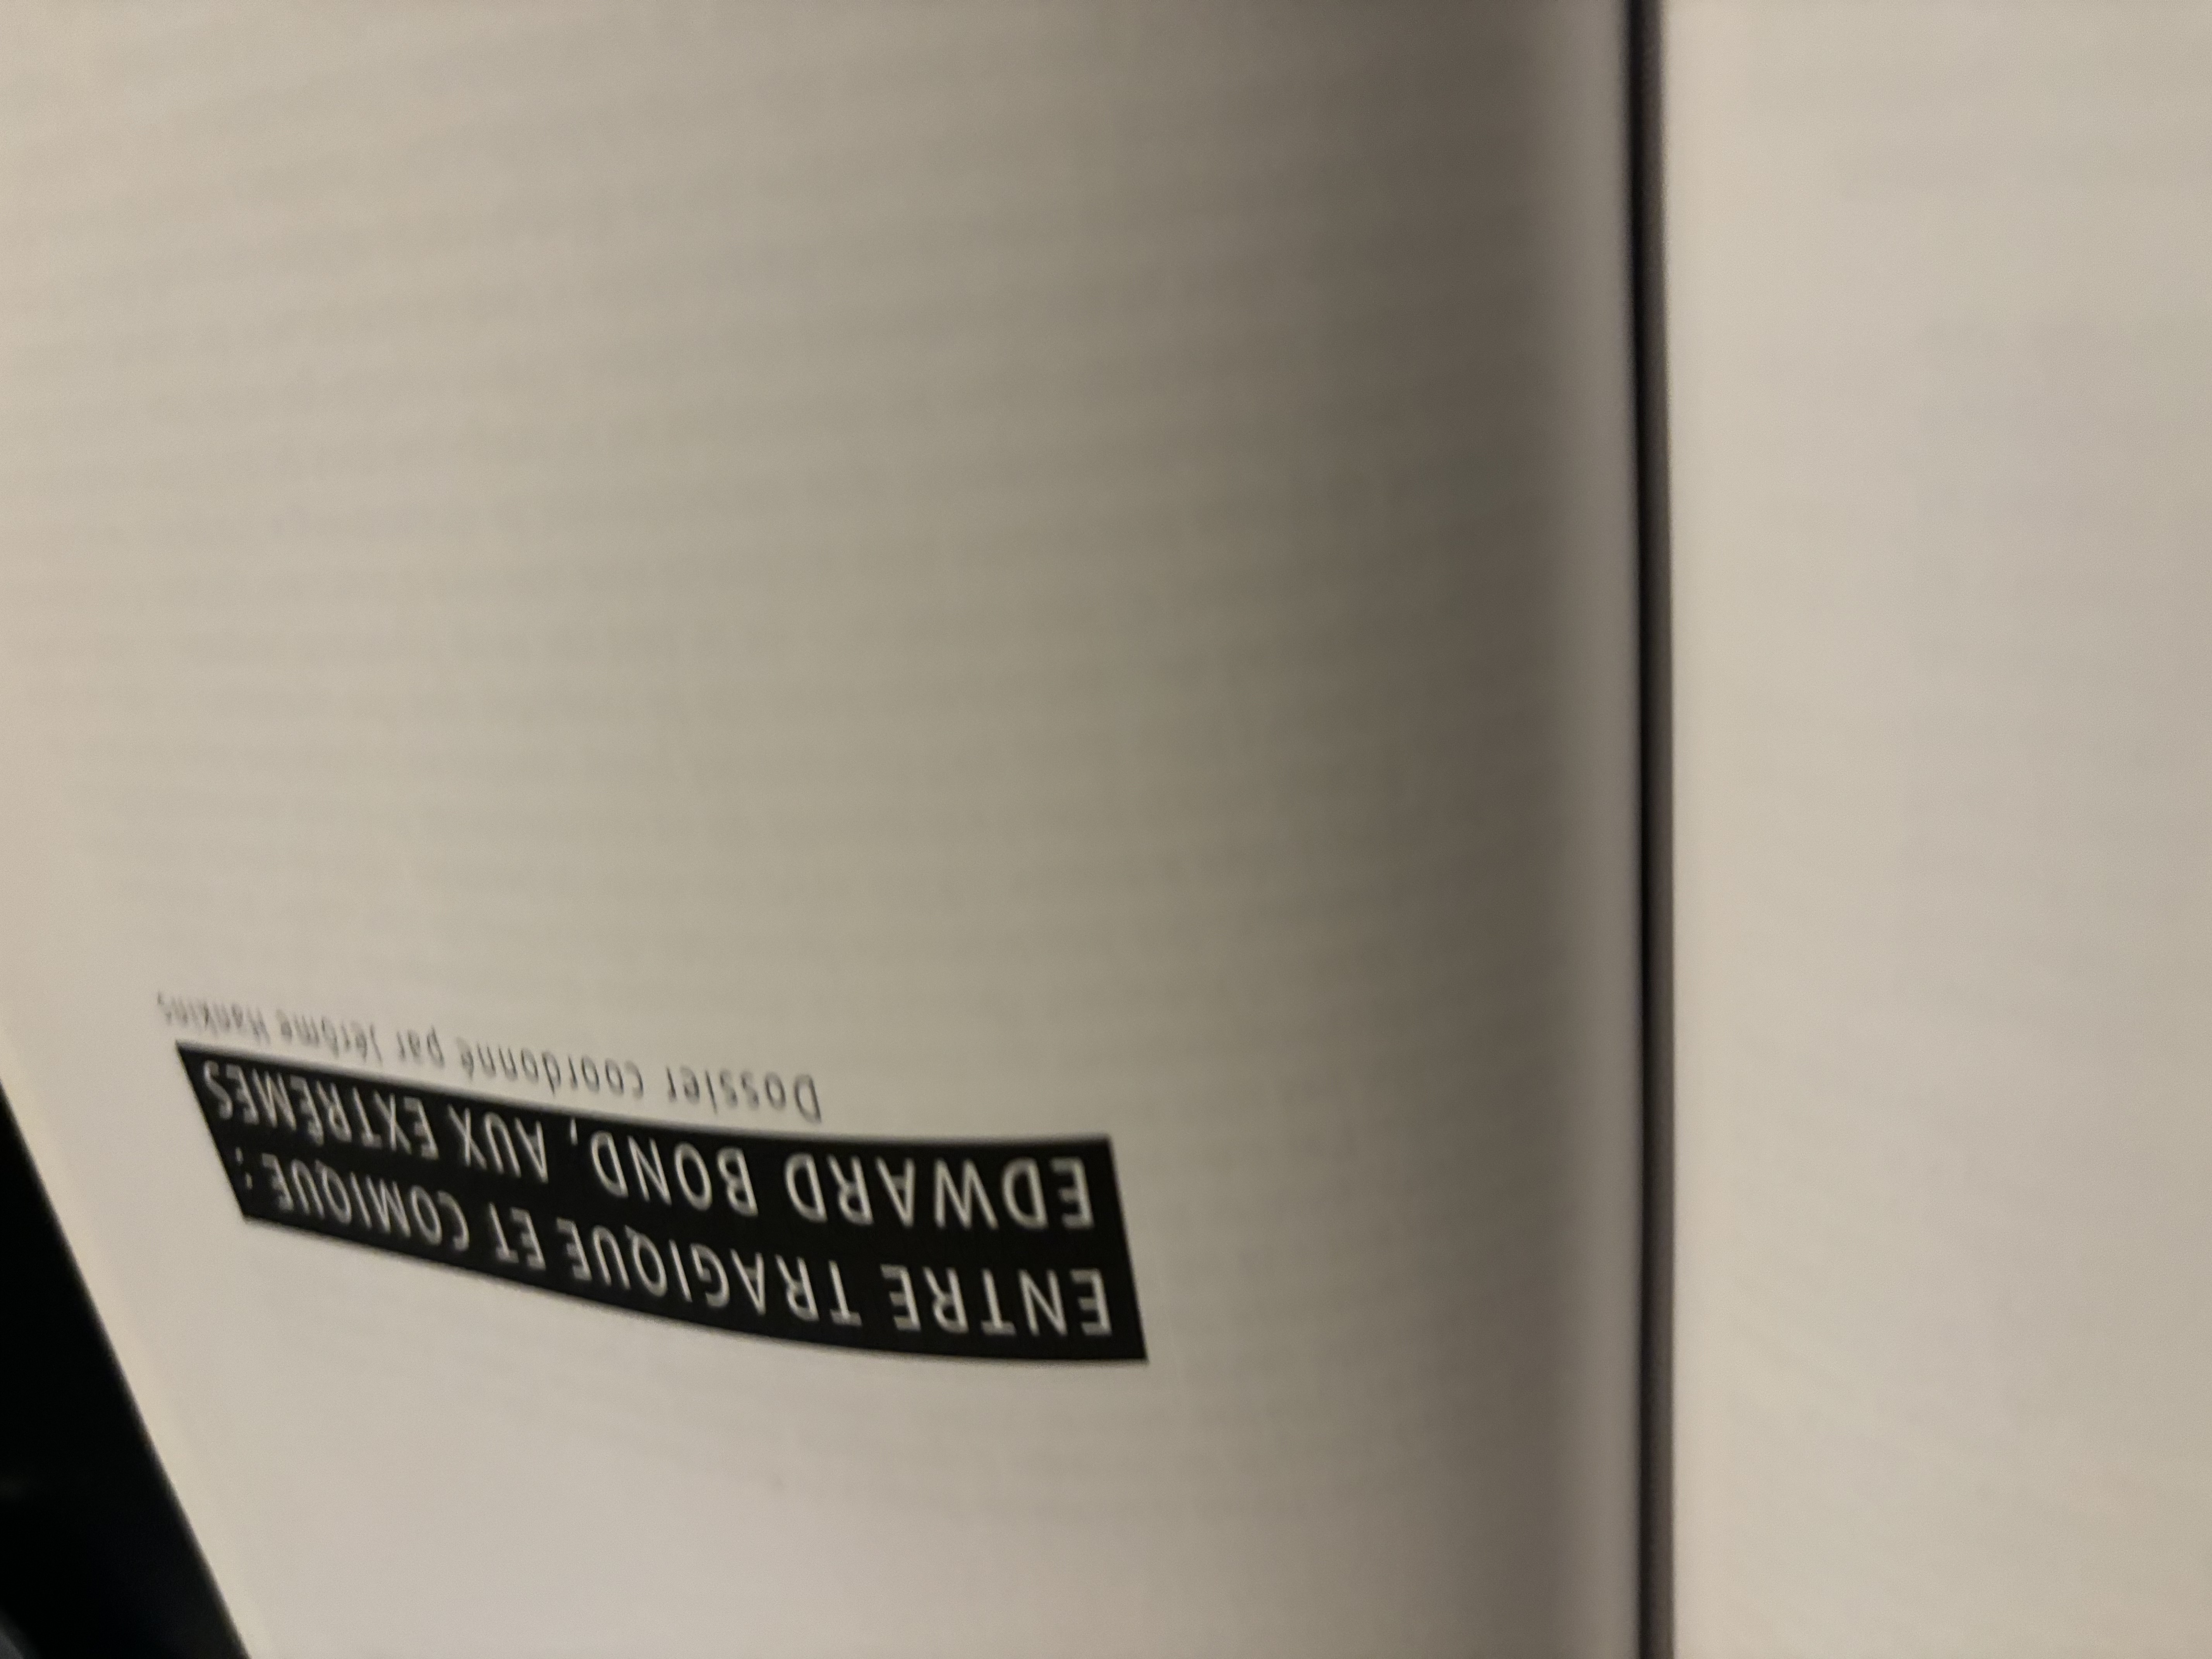 ENTRE TRAGIQUE ET COMIQUE :
EDWARD BOND, AUX EXTRÊMES
Dossier coordonné par Jérôme Hankins